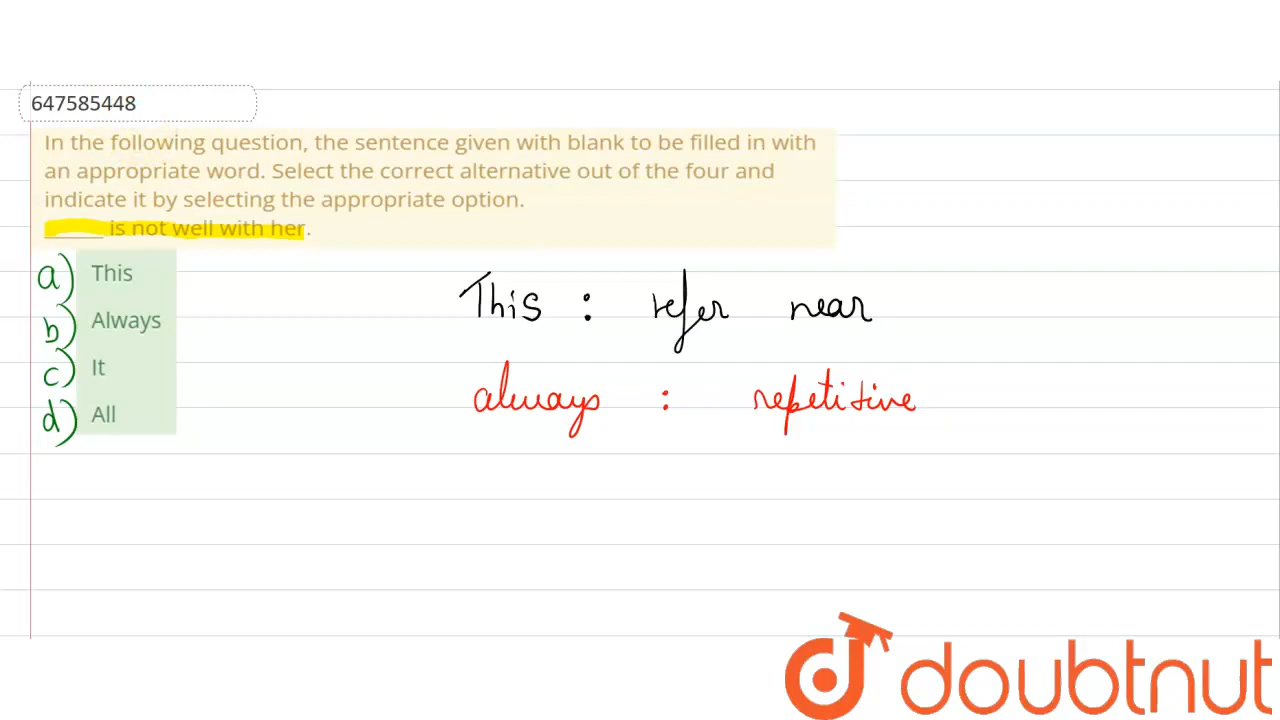 647585448
In the following question, the sentence given with blank to be filled in with
an appropriate word. Select the correct alternative out of the four and
indicate it by selecting the appropriate option.
______ is not well with her.
a) This
b) Always
c) It
d) All
This : refer near
always : repetitive
doubtnut